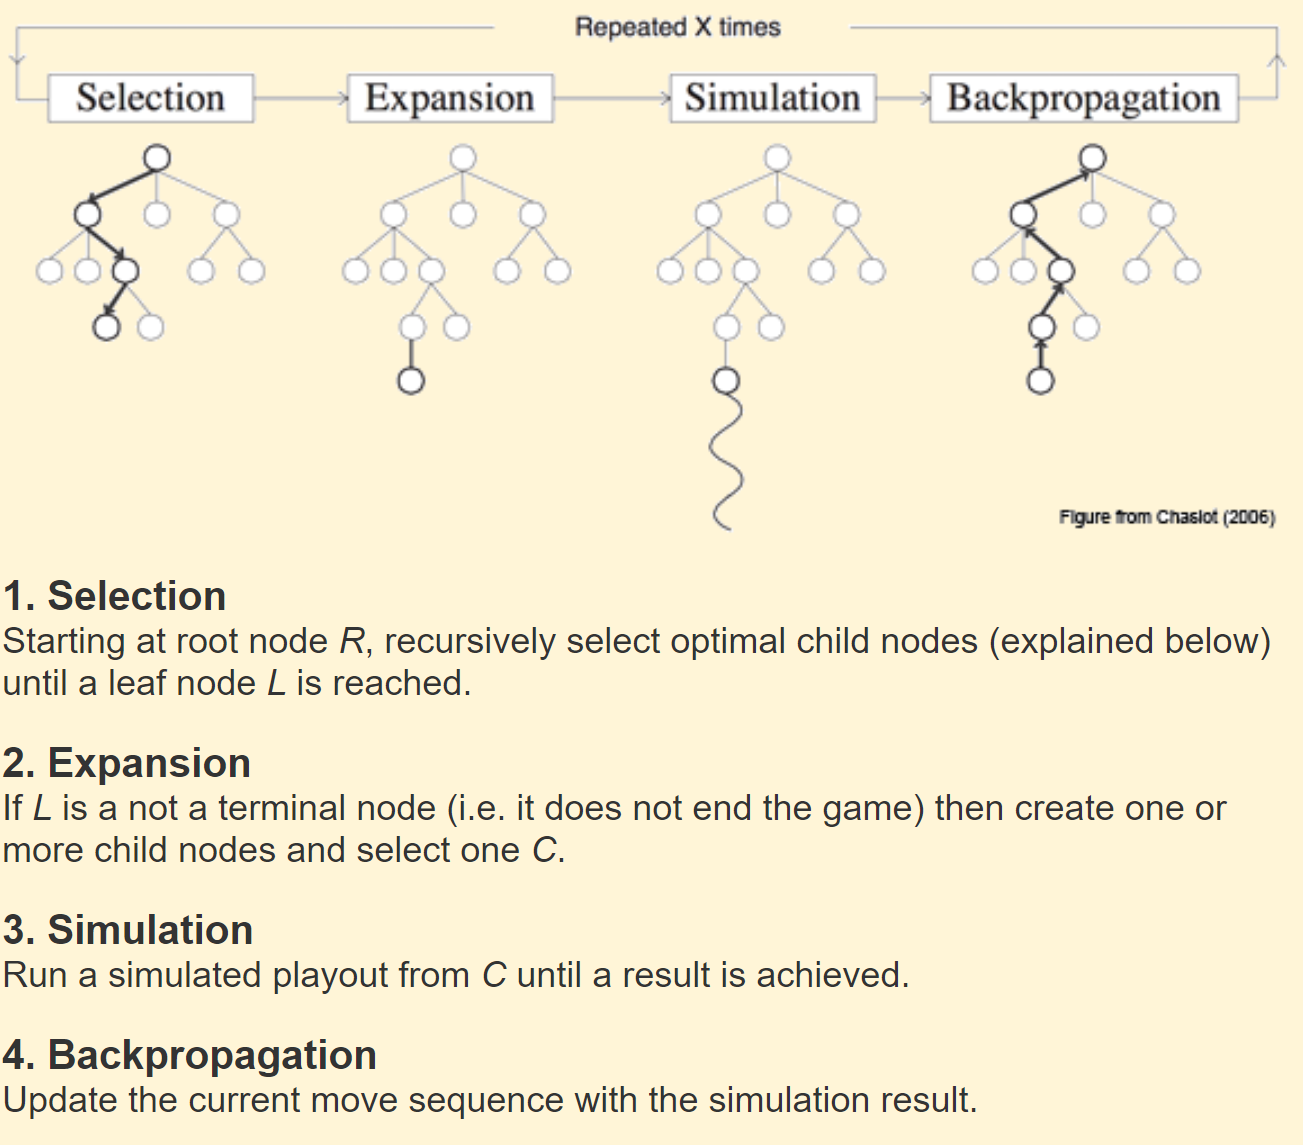 Repeated X times
Selection
Expansion
Simulation
Backpropagation
Figure from Chaslot (2006)
1. Selection
Starting at root node R, recursively select optimal child nodes (explained below)
until a leaf node L is reached.
2. Expansion
If L is a not a terminal node (i.e. it does not end the game) then create one or
more child nodes and select one C.
3. Simulation
Run a simulated playout from C until a result is achieved.
4. Backpropagation
Update the current move sequence with the simulation result.